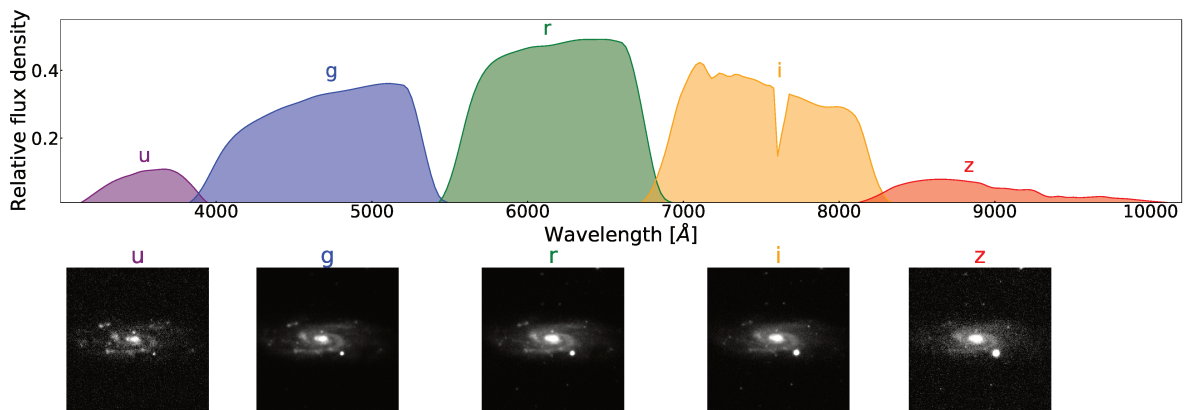 Relative flux density
0.4
0.2
u
g
r
i
z
4000
5000
6000
7000
8000
9000
10000
Wavelength [Å]
u
g
r
i
z